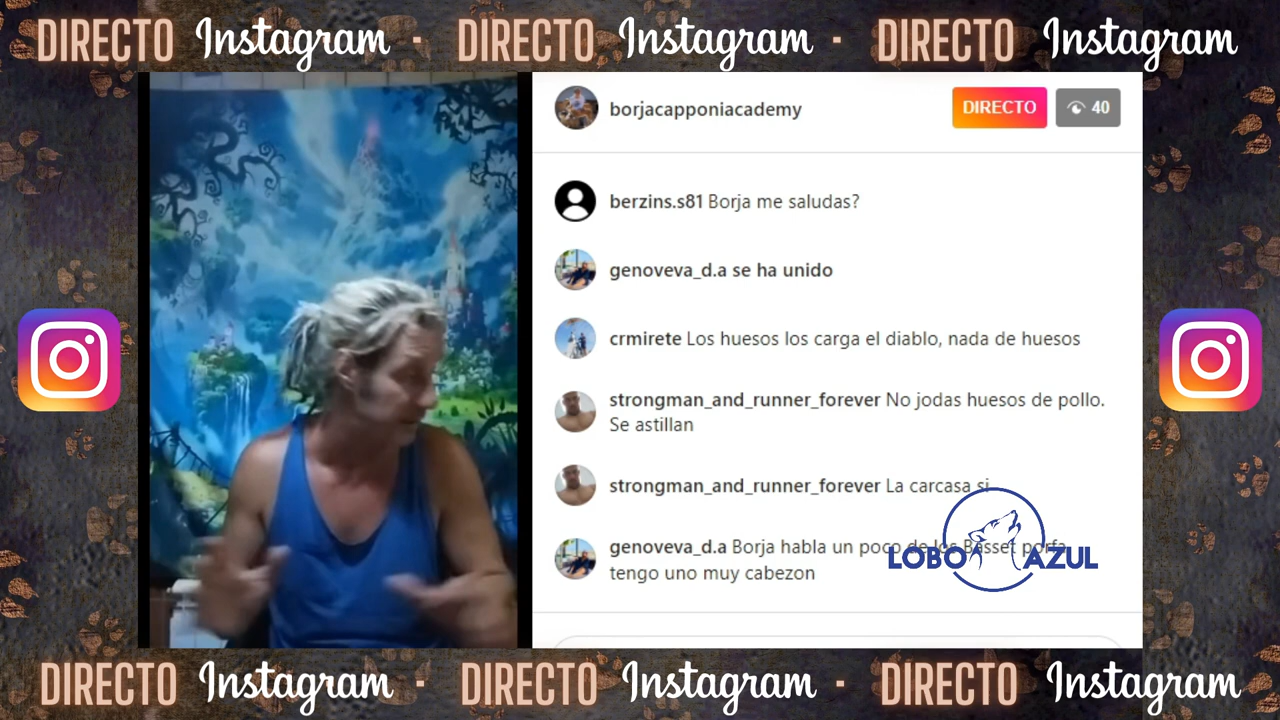 DIRECTO Instagram · DIRECTO Instagram · DIRECTO Instagram
borjacapponiacademy
DIRECTO
40
berzins.s81 Borja me saludas?
genoveva_d.a se ha unido
crmirete Los huesos los carga el diablo, nada de huesos
strongman_and_runner_forever No jodas huesos de pollo.
Se astillan
strongman_and_runner_forever La carcasa si
genoveva_d.a Borja habla un poco de los Basset porfa
tengo uno muy cabezon
LOBO AZUL
DIRECTO Instagram · DIRECTO Instagram · DIRECTO Instagram